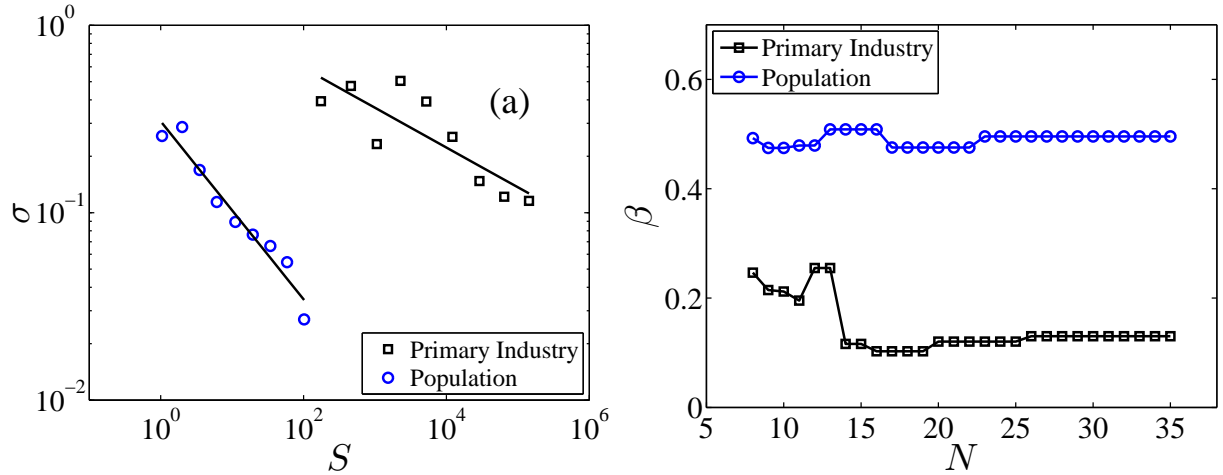 10^0
10^-1
10^-2
σ
(a)
Primary Industry
Population
10^0 10^2 10^4 10^6
S
0.6
0.4
0.2
0
β
Primary Industry
Population
5 10 15 20 25 30 35
N